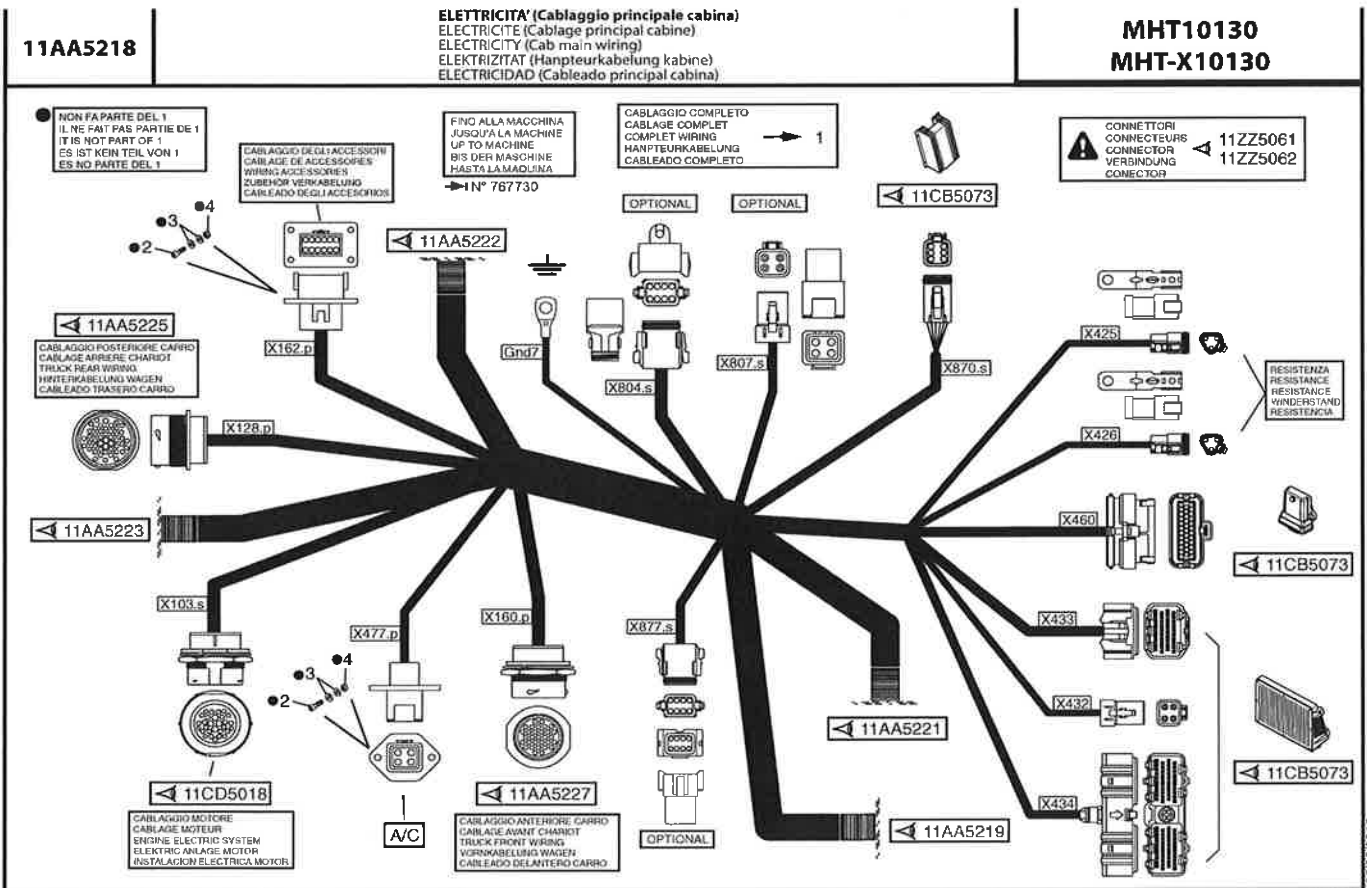 11AA5218
ELETTRICITA' (Cablaggio principale cabina)
ELECTRICITE (Cablage principal cabine)
ELECTRICITY (Cab main wiring)
ELEKTRIZITAT (Hanpteurkabelung kabine)
ELECTRICIDAD (Cableado principal cabina)
MHT10130
MHT-X10130
NON FA PARTE DEL 1
IL NE FAIT PAS PARTIE DE 1
IT IS NOT PART OF 1
ES IST KEIN TEIL VON 1
ES NO PARTE DEL 1
CABLAGGIO DEGLI ACCESSORI
CABLAGE DE ACCESSOIRES
WIRING ACCESSORIES
ZUBEHÖR VERKABELUNG
CABLEADO DEGLI ACCESORIOS
FINO ALLA MACCHINA
JUSQU'A LA MACHINE
UP TO MACHINE
BIS DER MASCHINE
HASTA LA MAQUINA
N° 767730
CABLAGGIO COMPLETO
CABLAGE COMPLET
COMPLET WIRING
HANPTEURKABELUNG
CABLEADO COMPLETO
1
11CB5073
CONNETTORI
CONNECTEURS
CONNECTOR
VERBINDUNG
CONECTOR
11ZZ5061
11ZZ5062
OPTIONAL
OPTIONAL
4
3
2
11AA5222
11AA5225
CABLAGGIO POSTERIORE CARRO
CABLAGE ARRIERE CHARIOT
TRUCK REAR WIRING
HINTERKABELUNG WAGEN
CABLEADO TRASERO CARRO
X162.p
Gnd7
X804.s
X807.s
X870.s
X425
RESISTENZA
RESISTANCE
RESISTANCE
WINDERSTAND
RESISTENCIA
X128.p
X426
11AA5223
X460
11CB5073
X103.s
X477.p
X160.p
X877.s
X433
4
3
2
X432
11AA5221
11CB5073
11CD5018
CABLAGGIO MOTORE
CABLAGE MOTEUR
ENGINE ELECTRIC SYSTEM
ELEKTRIC ANLAGE MOTOR
INSTALACION ELECTRICA MOTOR
A/C
11AA5227
CABLAGGIO ANTERIORE CARRO
CABLAGE AVANT CHARIOT
TRUCK FRONT WIRING
VORNKABELUNG WAGEN
CABLEADO DELANTERO CARRO
OPTIONAL
11AA5219
X434